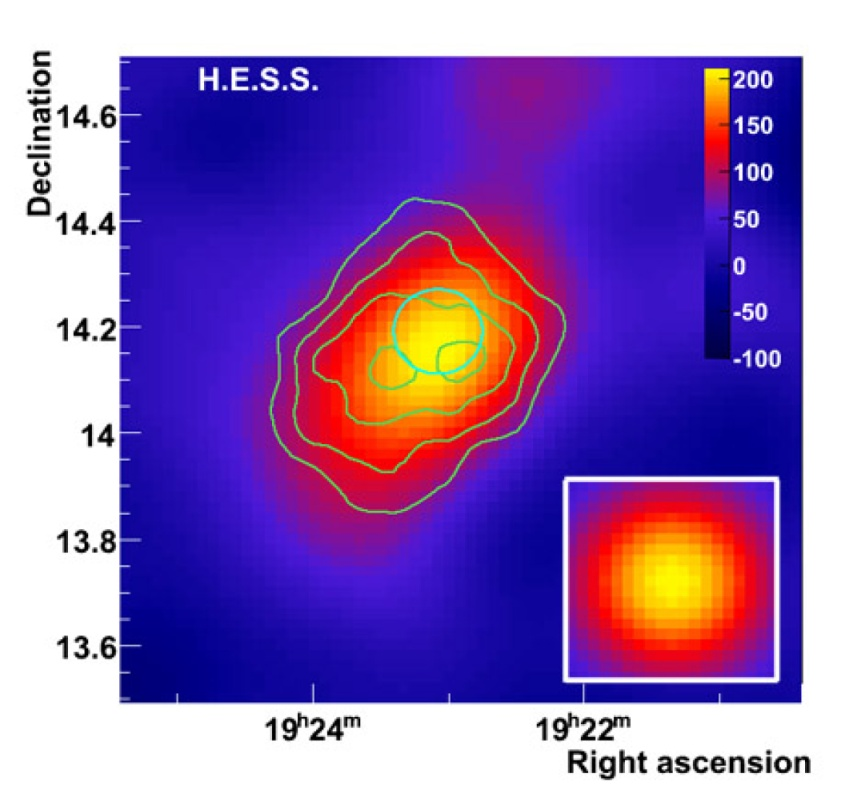 H.E.S.S.
Declination
14.6
14.4
14.2
14
13.8
13.6
200
150
100
50
0
-50
-100
19ʰ24ᵐ
19ʰ22ᵐ
Right ascension